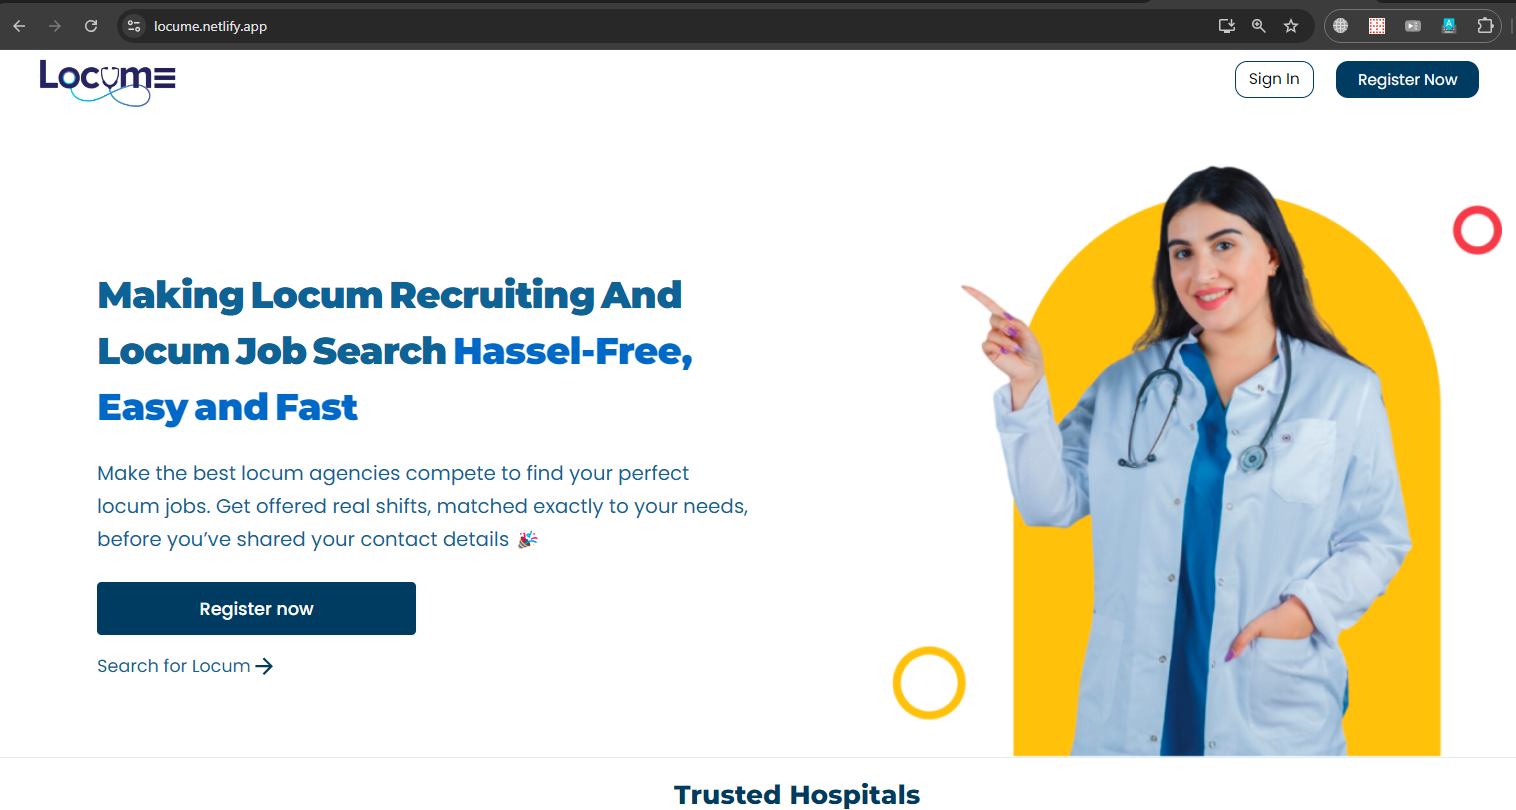 locume.netlify.app
Locume
Sign In
Register Now
Making Locum Recruiting And
Locum Job Search Hassel-Free,
Easy and Fast
Make the best locum agencies compete to find your perfect
locum jobs. Get offered real shifts, matched exactly to your needs,
before you’ve shared your contact details 🎉
Register now
Search for Locum →
Trusted Hospitals